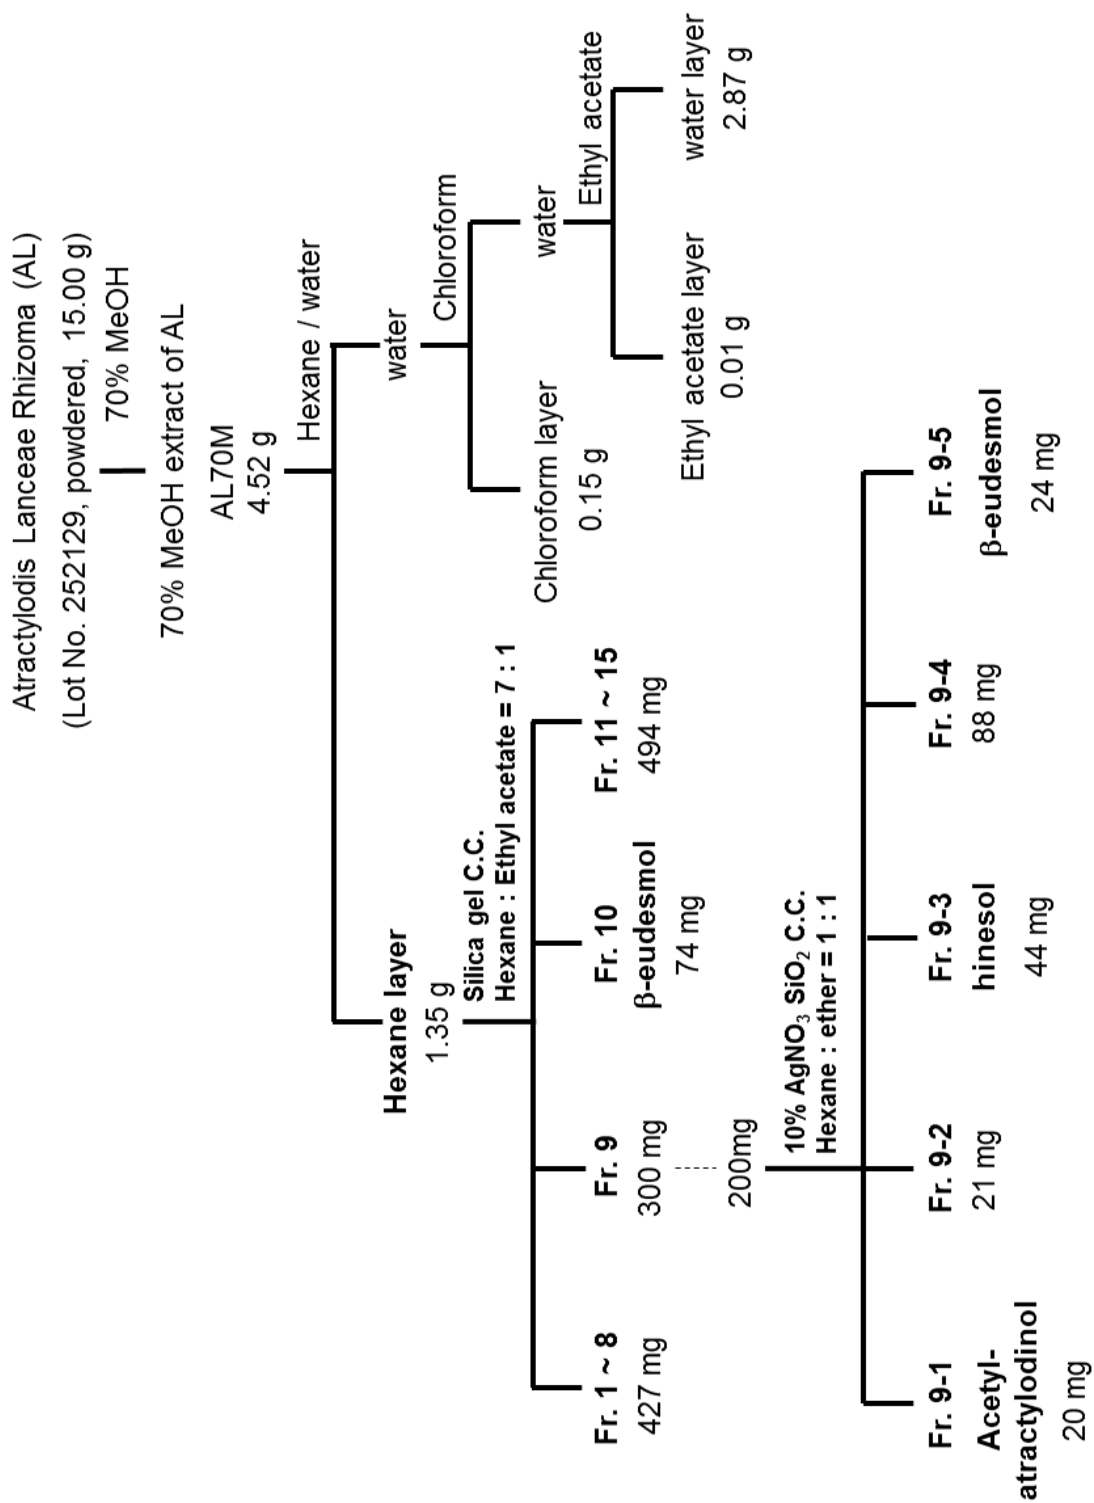 Atractylodis Lanceae Rhizoma (AL)
(Lot No. 252129, powdered, 15.00 g)
70% MeOH
70% MeOH extract of AL
AL70M
4.52 g
Hexane / water
Hexane layer
1.35 g
water
Chloroform
Silica gel C.C.
Hexane : Ethyl acetate = 7 : 1
Chloroform layer
0.15 g
water
Ethyl acetate
Fr. 1 ~ 8
427 mg
Fr. 9
300 mg
Fr. 10
β-eudesmol
74 mg
Fr. 11 ~ 15
494 mg
Ethyl acetate layer
0.01 g
water layer
2.87 g
200mg
10% AgNO₃ SiO₂ C.C.
Hexane : ether = 1 : 1
Fr. 9-1
Acetyl-
atractylodinol
20 mg
Fr. 9-2
21 mg
Fr. 9-3
hinesol
44 mg
Fr. 9-4
88 mg
Fr. 9-5
β-eudesmol
24 mg